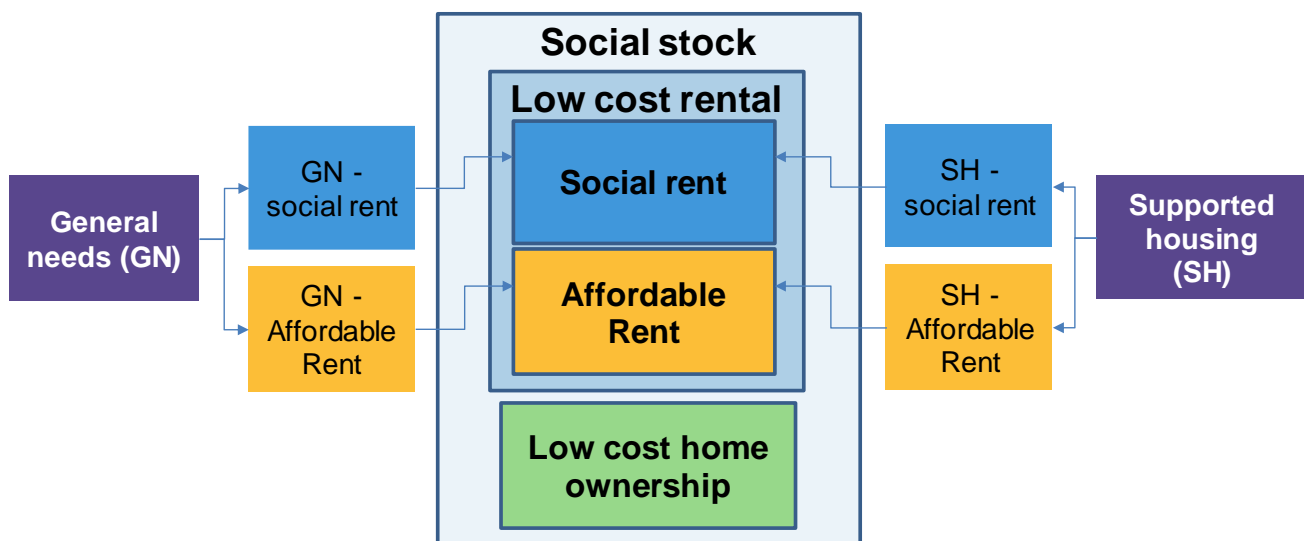 Social stock
Low cost rental
General
needs (GN)
GN -
social rent
GN -
Affordable
Rent
Social rent
Affordable
Rent
Low cost home
ownership
SH -
social rent
SH -
Affordable
Rent
Supported
housing
(SH)